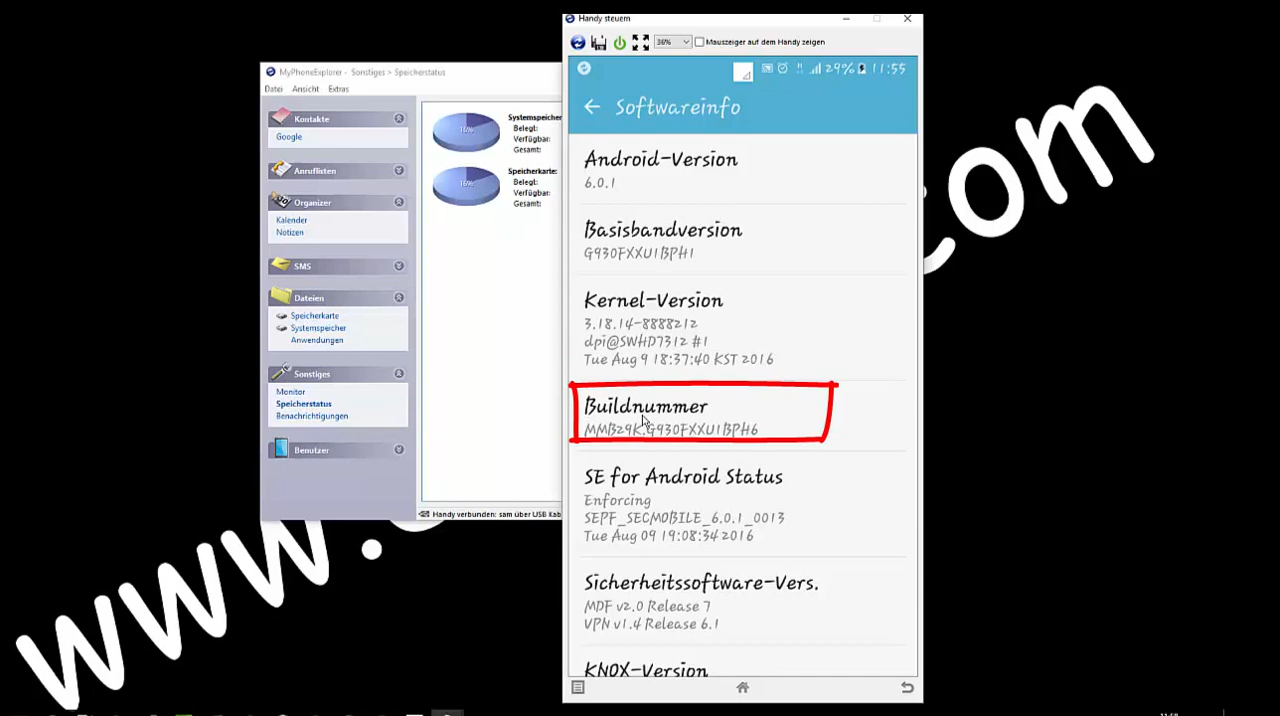 Handy steuern
36%
Mauszeiger auf dem Handy zeigen
29% 11:55
Softwareinfo
Android-Version
6.0.1
Basisbandversion
G930FXXU1BPH1
Kernel-Version
3.18.14-8888212
dpi@SWHD7312 #1
Tue Aug 9 18:37:40 KST 2016
Buildnummer
MMB29K.G930FXXU1BPH6
SE for Android Status
Enforcing
SEPF_SECMOBILE_6.0.1_0013
Tue Aug 09 19:08:34 2016
Sicherheitssoftware-Vers.
MDF v2.0 Release 7
VPN v1.4 Release 6.1
KNOX-Version
MyPhoneExplorer - Sonstiges > Speicherstatus
Datei Ansicht Extras
Kontakte
Google
Anruflisten
Organizer
Kalender
Notizen
SMS
Dateien
Speicherkarte
Systemspeicher
Anwendungen
Sonstiges
Monitor
Speicherstatus
Benachrichtigungen
Benutzer
16%
Systemspeicher
Belegt:
Verfügbar:
Gesamt:
16%
Speicherkarte:
Belegt:
Verfügbar:
Gesamt:
Handy verbunden: sam über USB Kab
www.
com